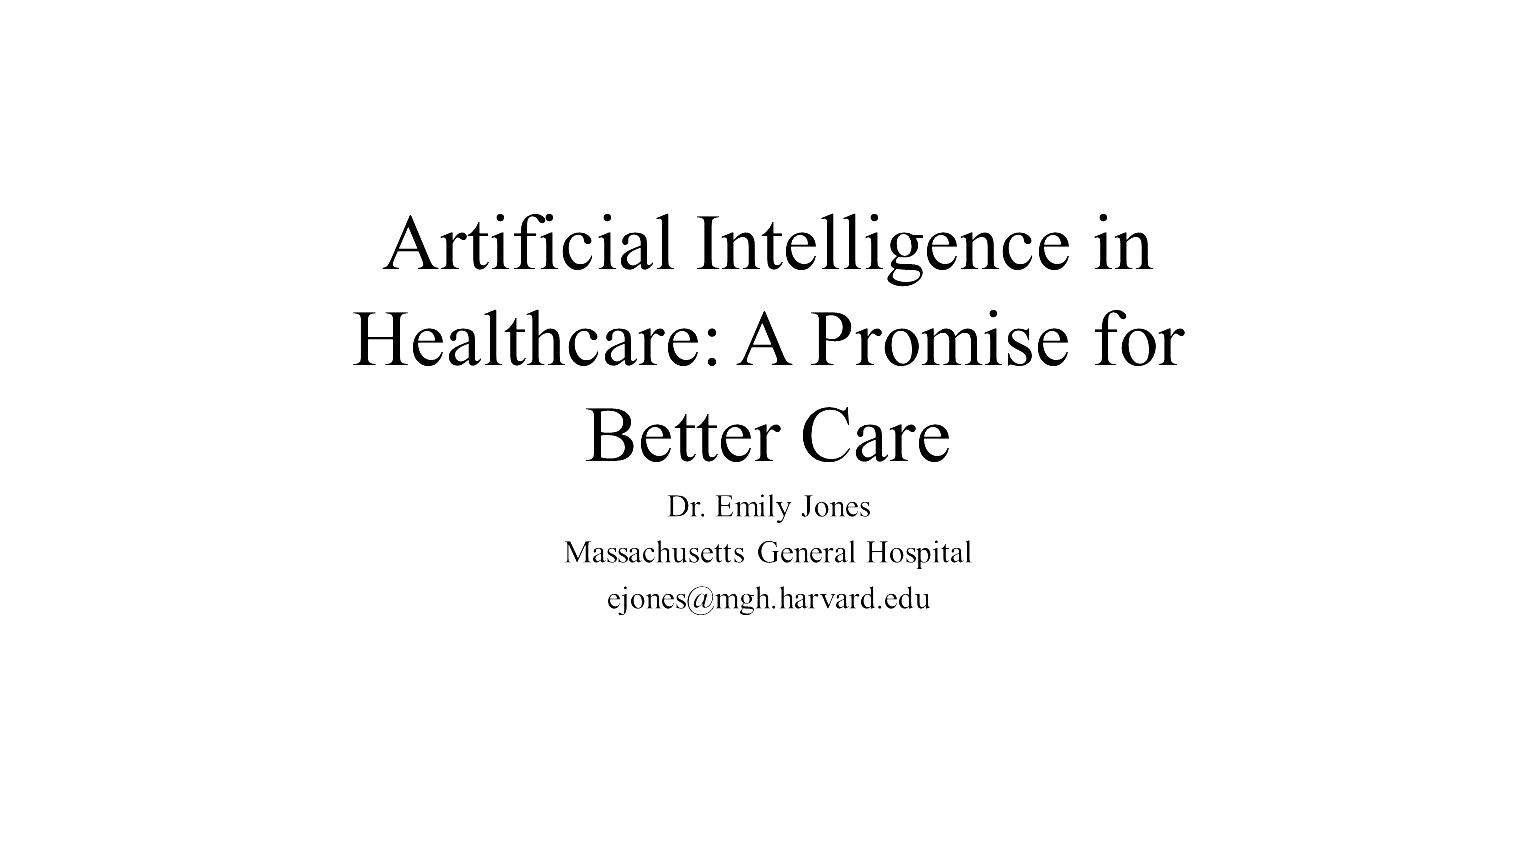 Artificial Intelligence in
Healthcare: A Promise for
Better Care
Dr. Emily Jones
Massachusetts General Hospital
ejones@mgh.harvard.edu